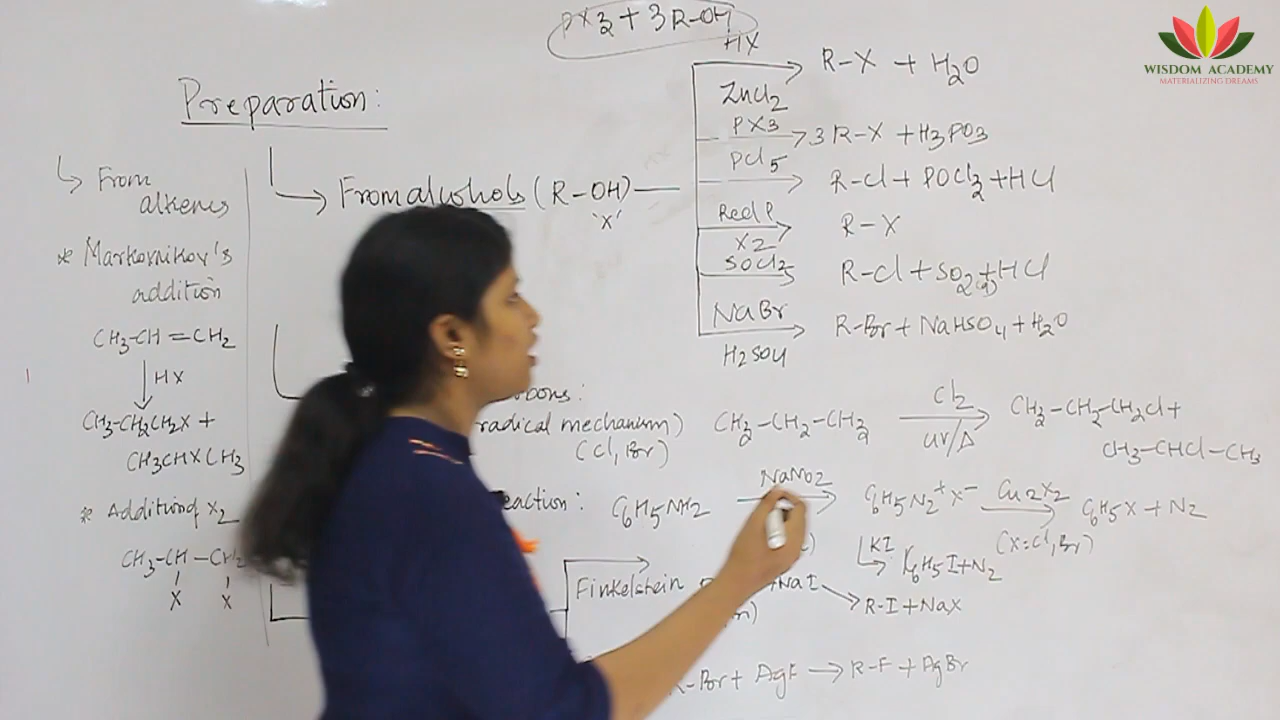 PX3 + 3R-OH
WISDOM ACADEMY
MATERIALIZING DREAMS
Preparation:
From
alkenes
* Markovnikov's
addition
CH3-CH=CH2
HX
CH3-CH2CH2X +
CH3CHXCH3
* Addition of X2
CH3-CH-CH2
X X
From alcohols (R-OH)
'X'
HX
ZnCl2
R-X + H2O
PX3
3R-X + H3PO3
PCl5
R-Cl + POCl3 + HCl
Red P
X2
R-X
SOCl2
R-Cl + SO2 + HCl
NaBr
H2SO4
R-Br + NaHSO4 + H2O
bons:
radical mechanism)
(Cl, Br)
CH3-CH2-CH3
Cl2
UV/Δ
CH3-CH2-CH2Cl +
CH3-CHCl-CH3
eaction: C6H5NH2
NaNO2
C6H5N2+X-
Cu2X2
(X=Cl, Br)
C6H5X + N2
KI
C6H5I + N2
Finkelstein
+NaI
R-I + NaX
R-Br + AgF → R-F + AgBr